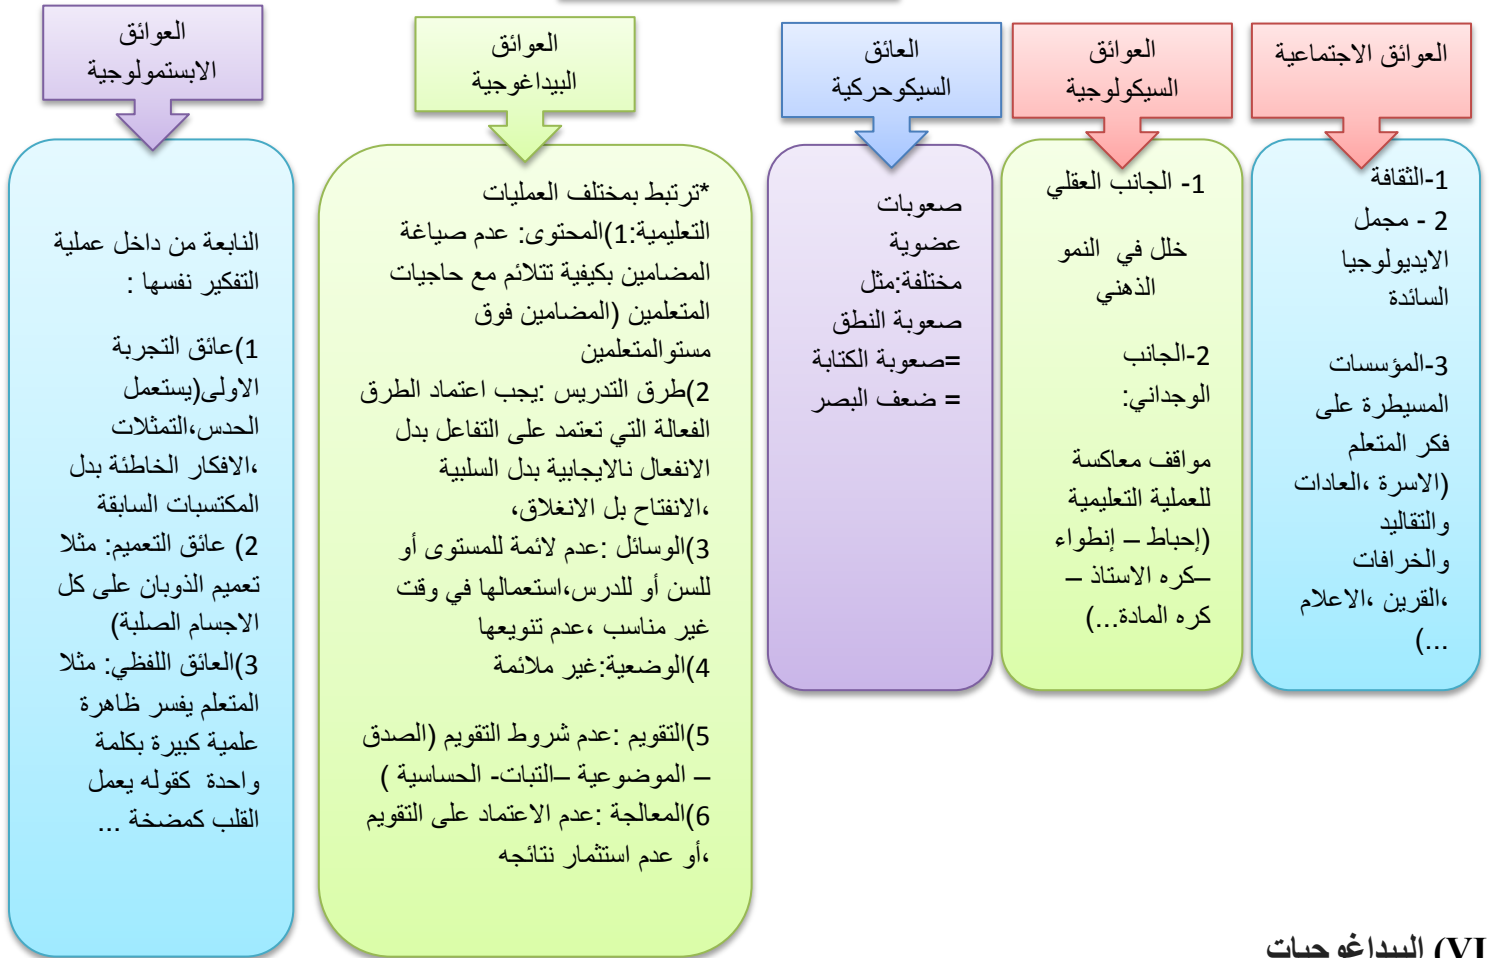 العوائق الاجتماعية
1-الثقافة
2 - مجمل
الايديولوجيا
السائدة
3-المؤسسات
المسيطرة على
فكر المتعلم
(الاسرة ،العادات
والتقاليد
والخرافات
،القرين ،الاعلام
...)
العوائق
السيكولوجية
1- الجانب العقلي
خلل في النمو
الذهني
2-الجانب
الوجداني:
مواقف معاكسة
للعملية التعليمية
(إحباط – إنطواء
–كره الاستاذ –
كره المادة...)
العائق
السيكوحركية
صعوبات
عضوية
مختلفة:مثل
صعوبة النطق
=صعوبة الكتابة
= ضعف البصر
العوائق
البيداغوجية
*ترتبط بمختلف العمليات
التعليمية:1)المحتوى: عدم صياغة
المضامين بكيفية تتلائم مع حاجيات
المتعلمين (المضامين فوق
مستوالمتعلمين
2)طرق التدريس :يجب اعتماد الطرق
الفعالة التي تعتمد على التفاعل بدل
الانفعال نالايجابية بدل السلبية
،الانفتاح بل الانغلاق،
3)الوسائل :عدم لائمة للمستوى أو
للسن أو للدرس،استعمالها في وقت
غير مناسب ،عدم تنويعها
4)الوضعية:غير ملائمة
5)التقويم :عدم شروط التقويم (الصدق
– الموضوعية –الثبات- الحساسية )
6)المعالجة :عدم الاعتماد على التقويم
،أو عدم استثمار نتائجه
العوائق
الابستمولوجية
النابعة من داخل عملية
التفكير نفسها :
1)عائق التجربة
الاولى(يستعمل
الحدس،التمثلات
،الافكار الخاطئة بدل
المكتسبات السابقة
2) عائق التعميم: مثلا
تعميم الذوبان على كل
الاجسام الصلبة)
3)العائق اللفظي: مثلا
المتعلم يفسر ظاهرة
علمية كبيرة بكلمة
واحدة كقوله يعمل
القلب كمضخة ...
VI) البيداغوجيات